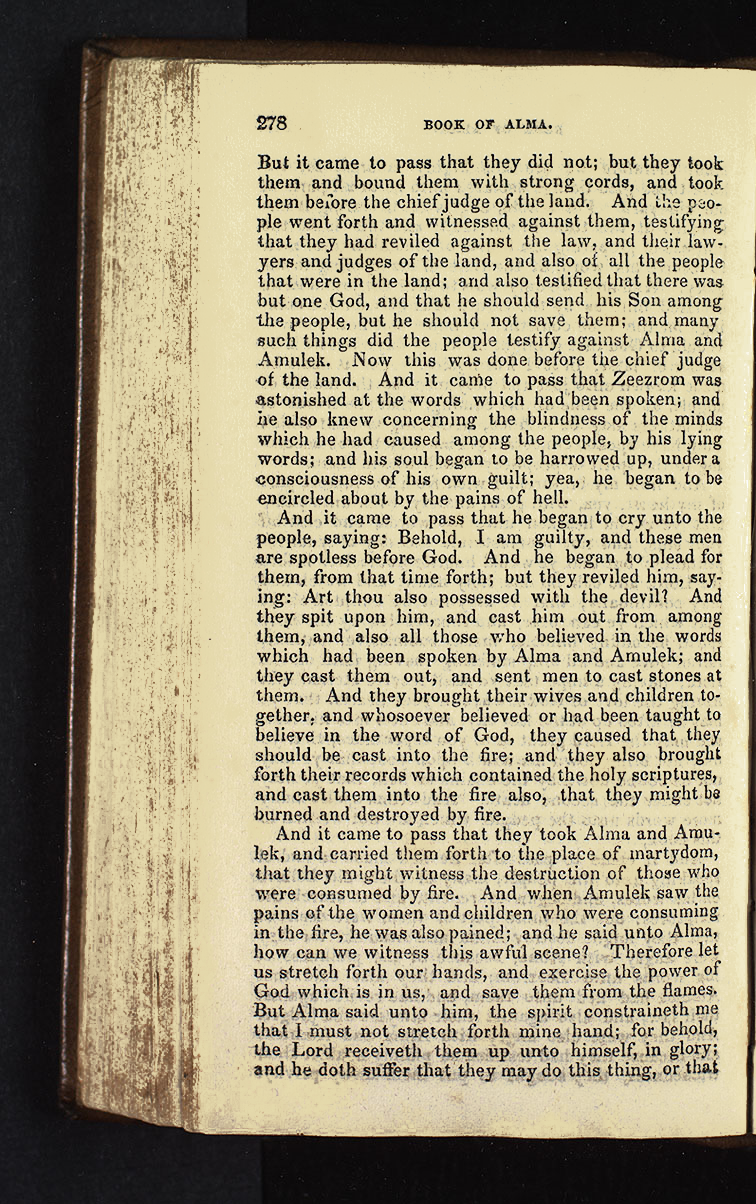 278 BOOK OF ALMA.
But it came to pass that they did not; but they took
them and bound them with strong cords, and took
them before the chief judge of the land. And the peo-
ple went forth and witnessed against them, testifying
that they had reviled against the law, and their law-
yers and judges of the land, and also of all the people
that were in the land; and also testified that there was
but one God, and that he should send his Son among
the people, but he should not save them; and many
such things did the people testify against Alma and
Amulek. Now this was done before the chief judge
of the land. And it came to pass that Zeezrom was
astonished at the words which had been spoken; and
he also knew concerning the blindness of the minds
which he had caused among the people, by his lying
words; and his soul began to be harrowed up, under a
consciousness of his own guilt; yea, he began to be
encircled about by the pains of hell.
And it came to pass that he began to cry unto the
people, saying: Behold, I am guilty, and these men
are spotless before God. And he began to plead for
them, from that time forth; but they reviled him, say-
ing: Art thou also possessed with the devil? And
they spit upon him, and cast him out from among
them, and also all those who believed in the words
which had been spoken by Alma and Amulek; and
they cast them out, and sent men to cast stones at
them. And they brought their wives and children to-
gether, and whosoever believed or had been taught to
believe in the word of God, they caused that they
should be cast into the fire; and they also brought
forth their records which contained the holy scriptures,
and cast them into the fire also, that they might be
burned and destroyed by fire.
And it came to pass that they took Alma and Amu-
lek, and carried them forth to the place of martydom,
that they might witness the destruction of those who
were consumed by fire. And when Amulek saw the
pains of the women and children who were consuming
in the fire, he was also pained; and he said unto Alma,
how can we witness this awful scene? Therefore let
us stretch forth our hands, and exercise the power of
God which is in us, and save them from the flames.
But Alma said unto him, the spirit constraineth me
that I must not stretch forth mine hand; for behold,
the Lord receiveth them up unto himself, in glory;
and he doth suffer that they may do this thing, or that